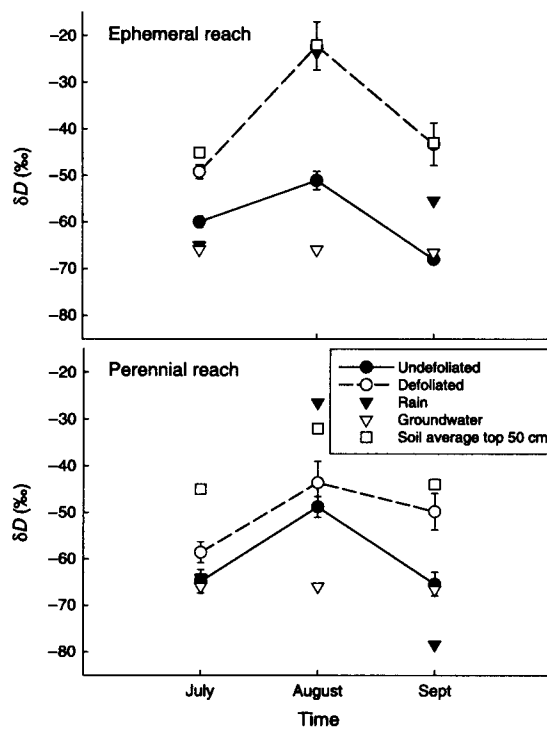 Ephemeral reach
−20
−30
−40
−50
−60
−70
−80
δD (‰)
Perennial reach
Undefoliated
Defoliated
Rain
Groundwater
Soil average top 50 cm
−20
−30
−40
−50
−60
−70
−80
δD (‰)
July
August
Sept
Time